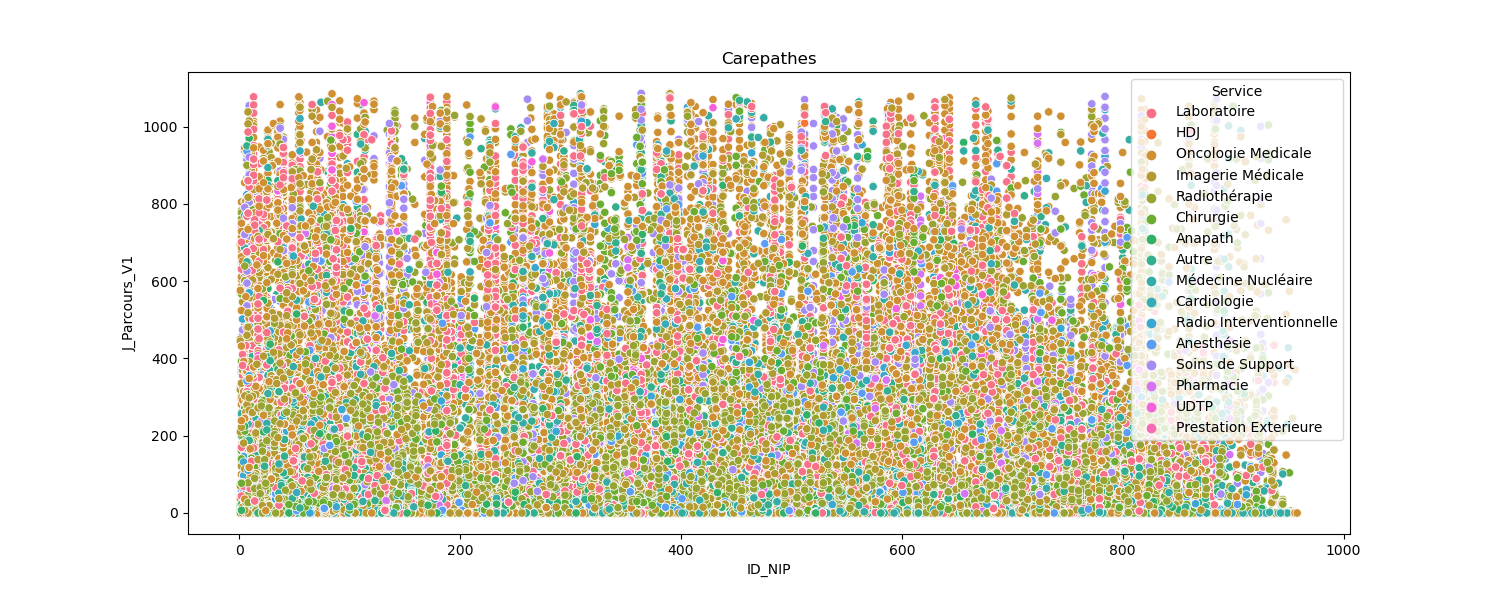 Carepathes
J_Parcours_V1
1000
800
600
400
200
0
0 200 400 600 800 1000
ID_NIP
Service
Laboratoire
HDJ
Oncologie Medicale
Imagerie Médicale
Radiothérapie
Chirurgie
Anapath
Autre
Médecine Nucléaire
Cardiologie
Radio Interventionnelle
Anesthésie
Soins de Support
Pharmacie
UDTP
Prestation Exterieure